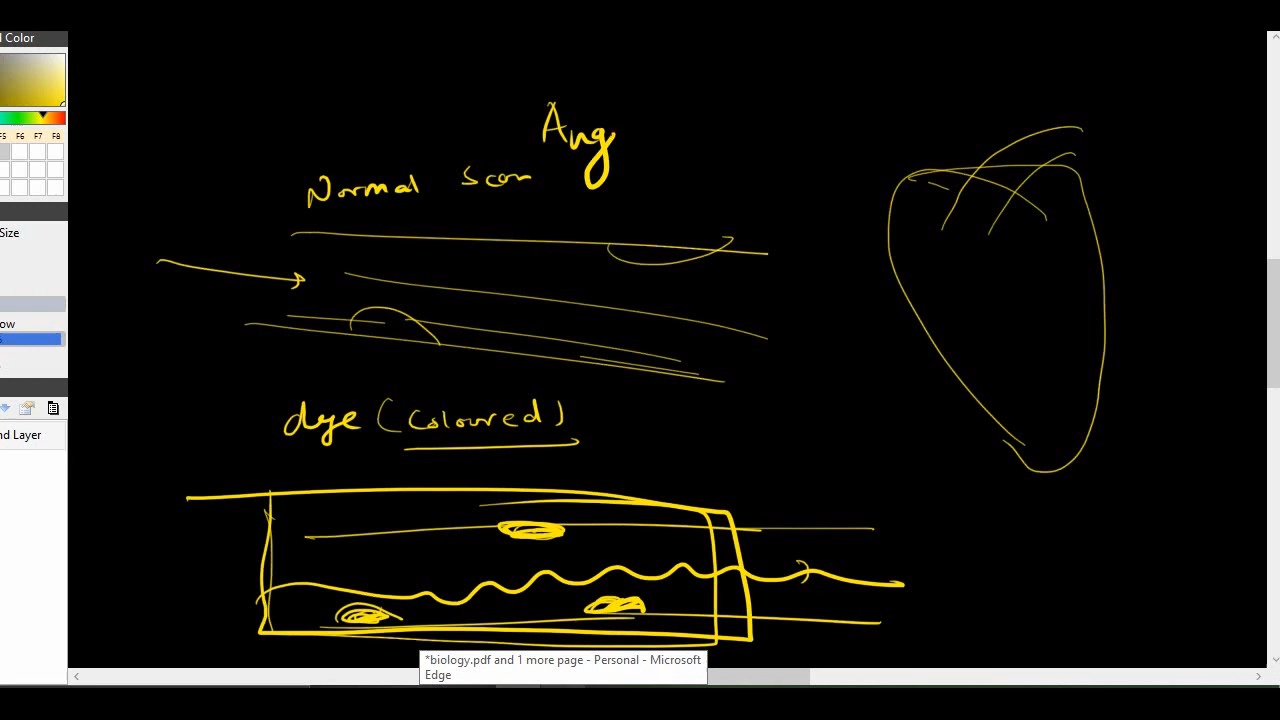 l Color
F5 F6 F7 F8
Size
ow
nd Layer
Ang
Normal scan
dye (coloured)
*biology.pdf and 1 more page - Personal - Microsoft
Edge